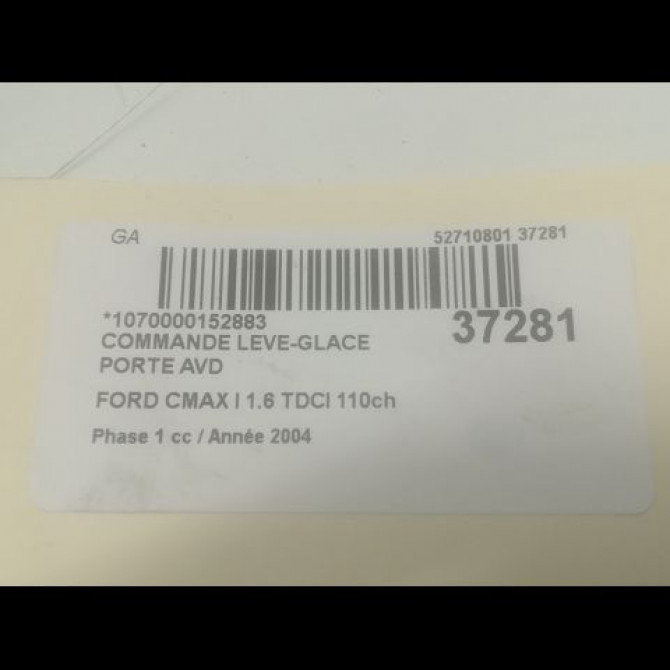 GA 52710801 37281
*1070000152883
37281
COMMANDE LEVE-GLACE
PORTE AVD
FORD CMAX I 1.6 TDCI 110ch
Phase 1 cc / Année 2004